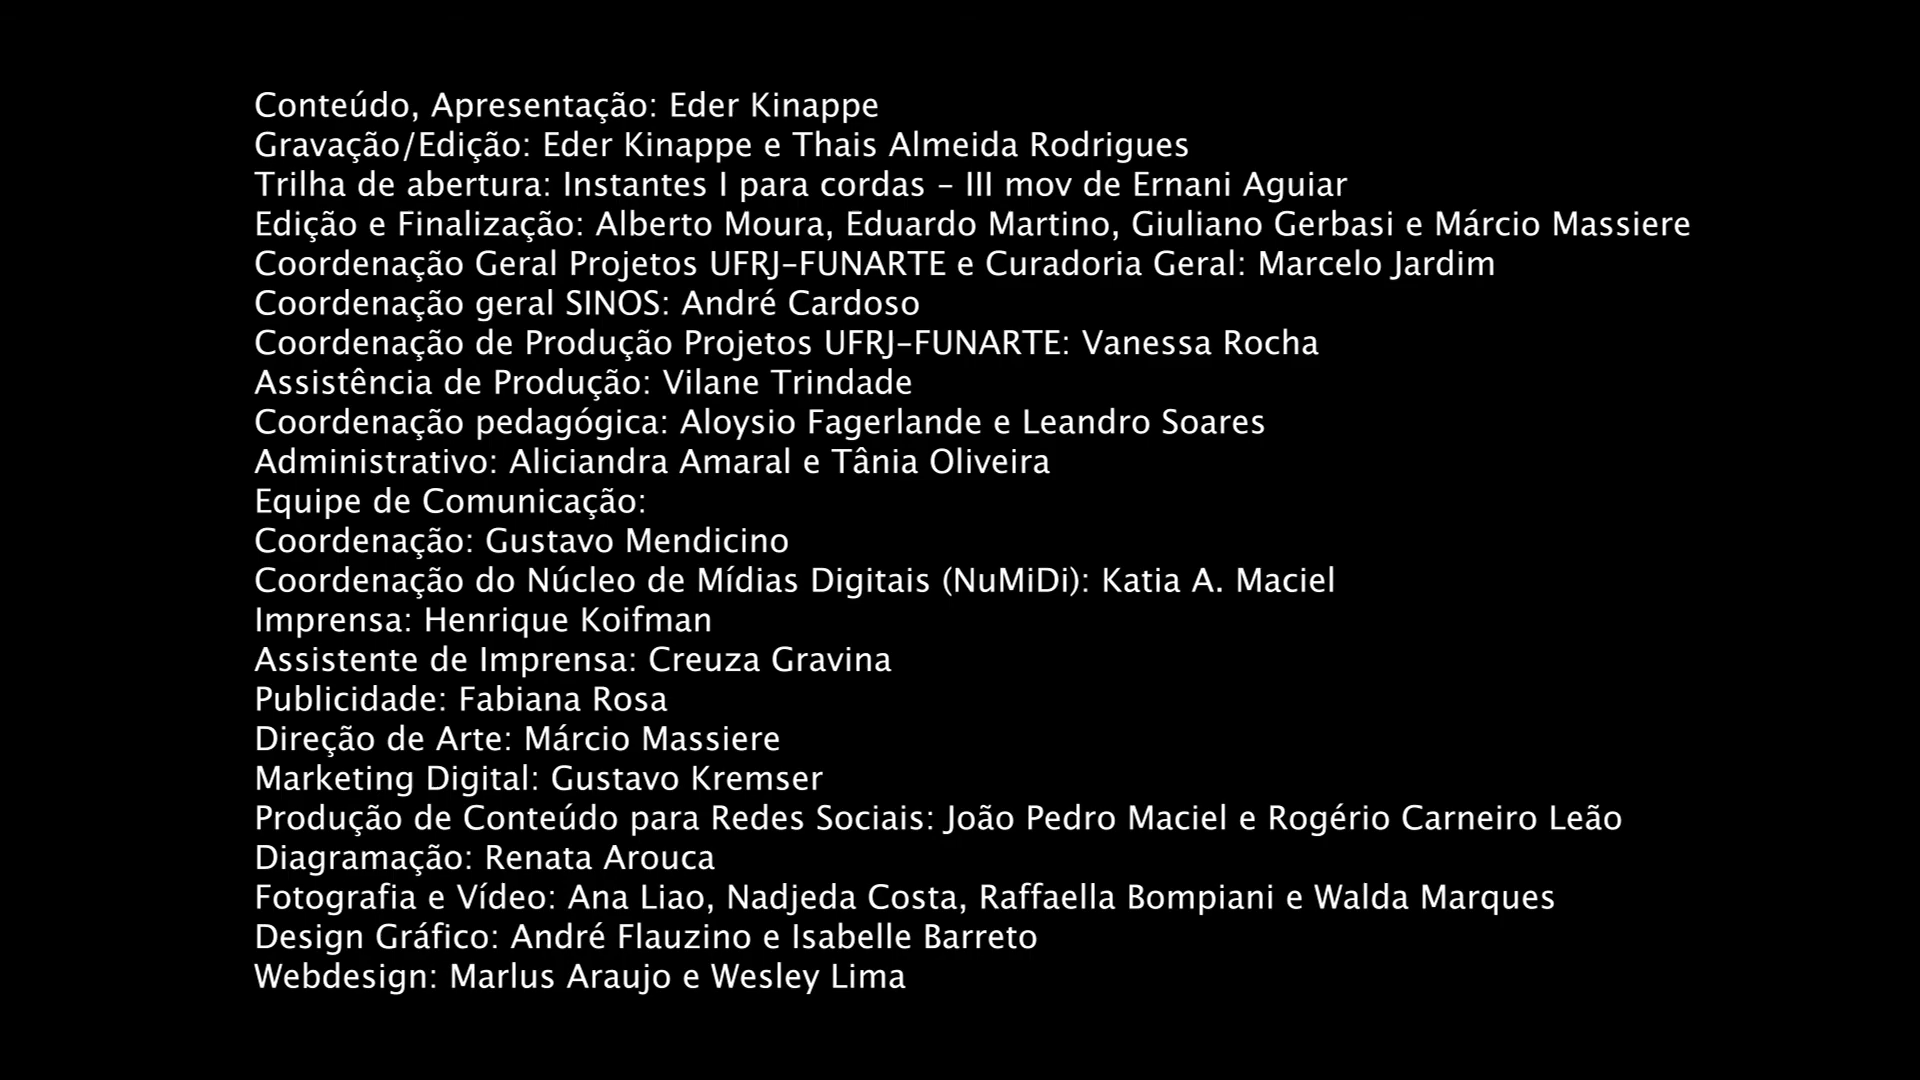 Conteúdo, Apresentação: Eder Kinappe
Gravação/Edição: Eder Kinappe e Thais Almeida Rodrigues
Trilha de abertura: Instantes I para cordas – III mov de Ernani Aguiar
Edição e Finalização: Alberto Moura, Eduardo Martino, Giuliano Gerbasi e Márcio Massiere
Coordenação Geral Projetos UFRJ–FUNARTE e Curadoria Geral: Marcelo Jardim
Coordenação geral SINOS: André Cardoso
Coordenação de Produção Projetos UFRJ–FUNARTE: Vanessa Rocha
Assistência de Produção: Vilane Trindade
Coordenação pedagógica: Aloysio Fagerlande e Leandro Soares
Administrativo: Aliciandra Amaral e Tânia Oliveira
Equipe de Comunicação:
Coordenação: Gustavo Mendicino
Coordenação do Núcleo de Mídias Digitais (NuMiDi): Katia A. Maciel
Imprensa: Henrique Koifman
Assistente de Imprensa: Creuza Gravina
Publicidade: Fabiana Rosa
Direção de Arte: Márcio Massiere
Marketing Digital: Gustavo Kremser
Produção de Conteúdo para Redes Sociais: João Pedro Maciel e Rogério Carneiro Leão
Diagramação: Renata Arouca
Fotografia e Vídeo: Ana Liao, Nadjeda Costa, Raffaella Bompiani e Walda Marques
Design Gráfico: André Flauzino e Isabelle Barreto
Webdesign: Marlus Araujo e Wesley Lima